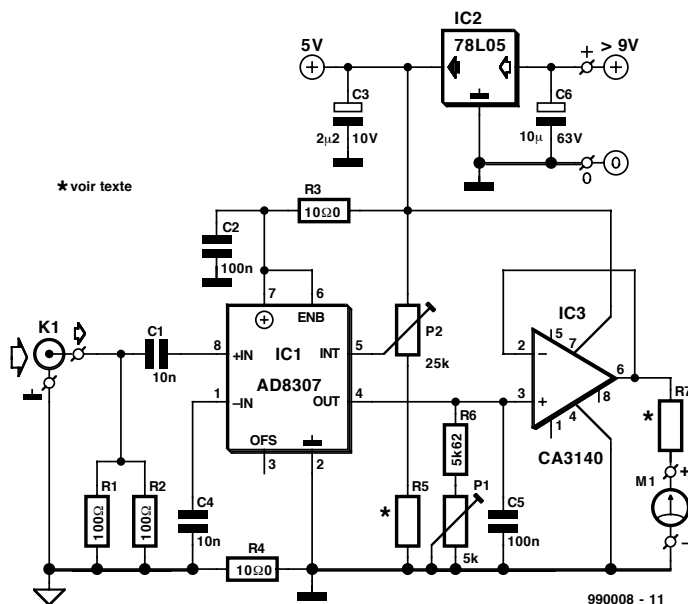 IC2
5V
78L05
+
> 9V
+
+
C3
C6
2µ2
10V
10µ
63V
0
0
* voir texte
R3
10Ω0
C2
100n
7
6
+
ENB
K1
C1
10n
8
+IN
IC1
INT
5
P2
25k
AD8307
1
–IN
OUT
4
OFS
3
2
IC3
2
–
5
7
6
3
+
4
8
1
CA3140
R7
*
+
M1
–
R6
5k62
R1
100Ω
R2
100Ω
C4
10n
R4
10Ω0
R5
*
P1
5k
C5
100n
990008 - 11